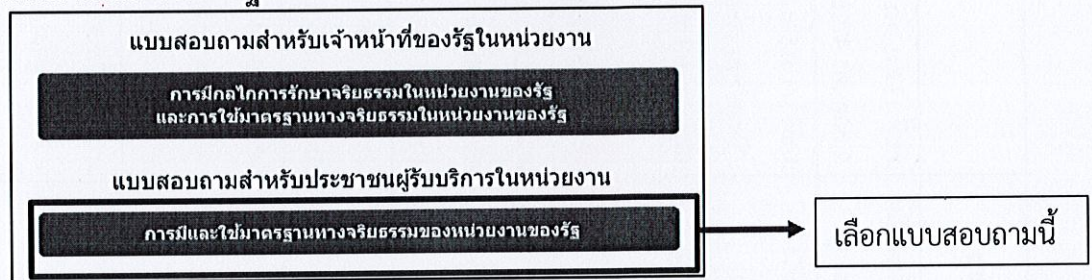 แบบสอบถามสำหรับเจ้าหน้าที่ของรัฐในหน่วยงาน
การมีกลไกการรักษาจริยธรรมในหน่วยงานของรัฐ
และการใช้มาตรฐานทางจริยธรรมในหน่วยงานของรัฐ
แบบสอบถามสำหรับประชาชนผู้รับบริการในหน่วยงาน
การมีและใช้มาตรฐานทางจริยธรรมของหน่วยงานของรัฐ
เลือกแบบสอบถามนี้